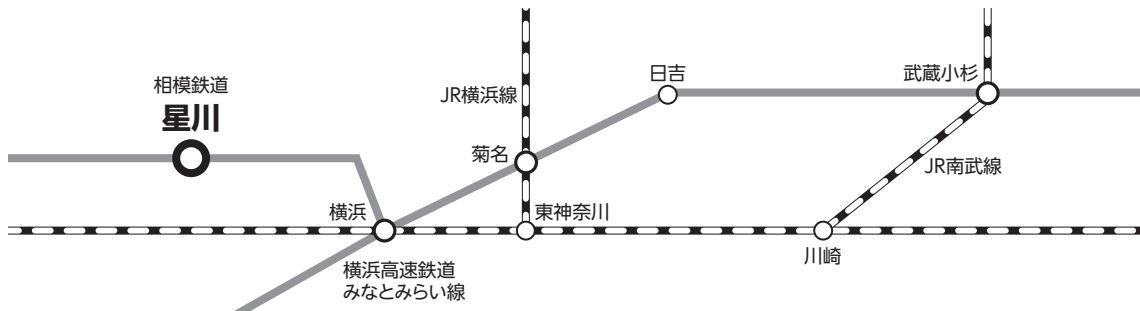 相模鉄道
星川
JR横浜線
日吉
武蔵小杉
菊名
JR南武線
横浜
東神奈川
川崎
横浜高速鉄道
みなとみらい線